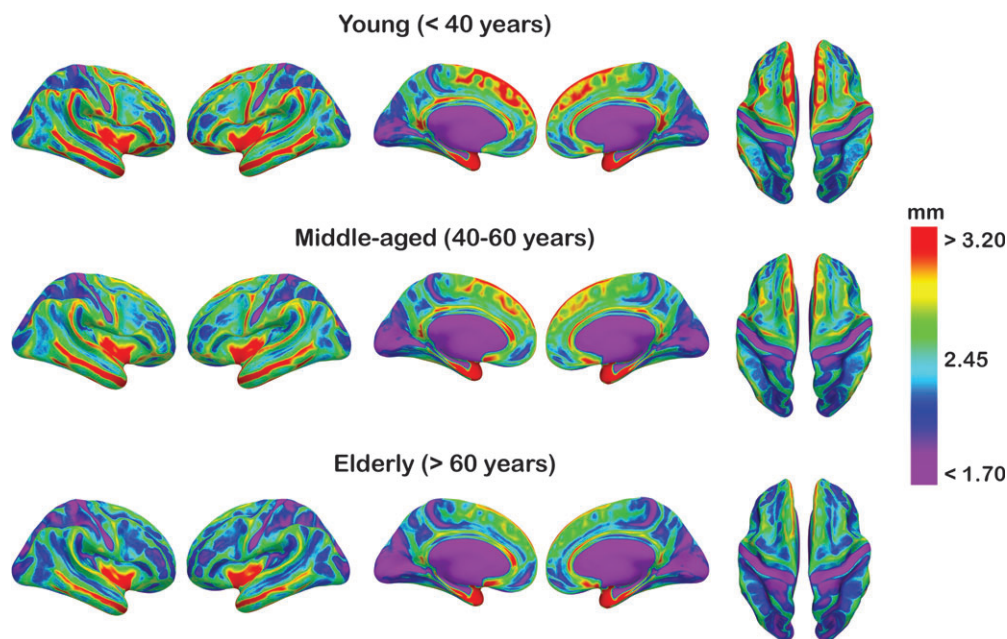 Young (< 40 years)
Middle-aged (40-60 years)
mm
> 3.20
2.45
< 1.70
Elderly (> 60 years)